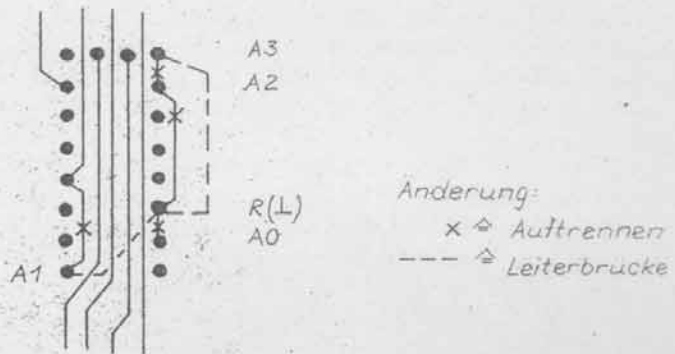 A3
A2
R(⊥)
A0
A1
Änderung:
x ≙ Auftrennen
--- ≙ Leiterbrücke